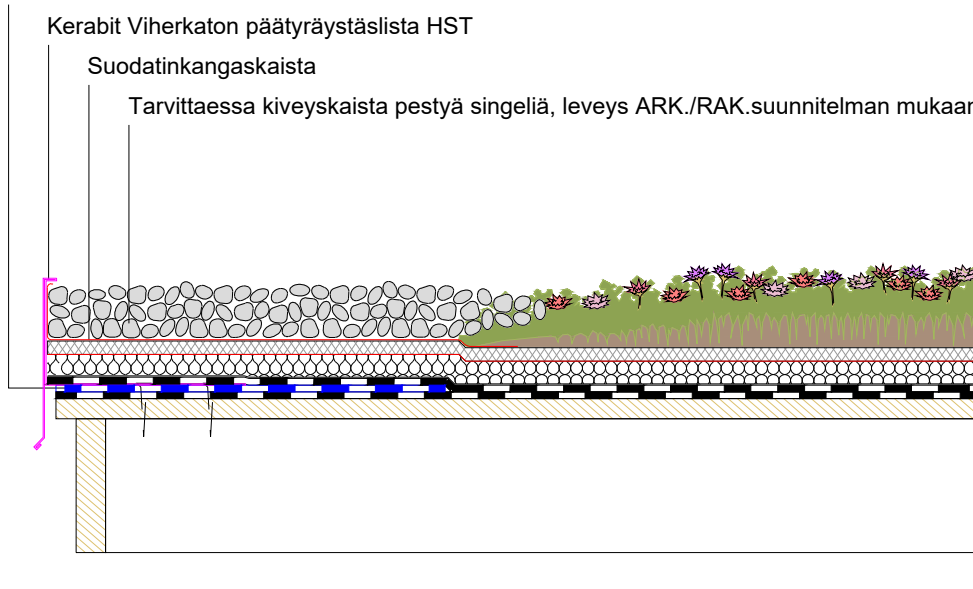 Kerabit Viherkaton päätyräystäslista HST
Suodatinkangaskaista
Tarvittaessa kiveyskaista pestyä singeliä, leveys ARK./RAK.suunnitelman mukaan